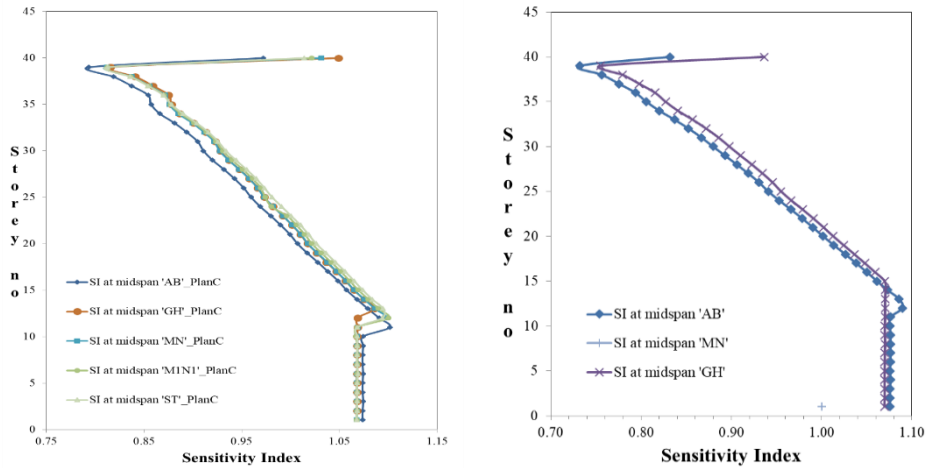 45
40
35
30
25
20
15
10
5
0
Storey no
SI at midspan 'AB'_PlanC
SI at midspan 'GH'_PlanC
SI at midspan 'MN'_PlanC
SI at midspan 'M1N1'_PlanC
SI at midspan 'ST'_PlanC
0.75 0.85 0.95 1.05 1.15
Sensitivity Index
45
40
35
30
25
20
15
10
5
0
Storey no
SI at midspan 'AB'
SI at midspan 'MN'
SI at midspan 'GH'
0.70 0.80 0.90 1.00 1.10
Sensitivity Index